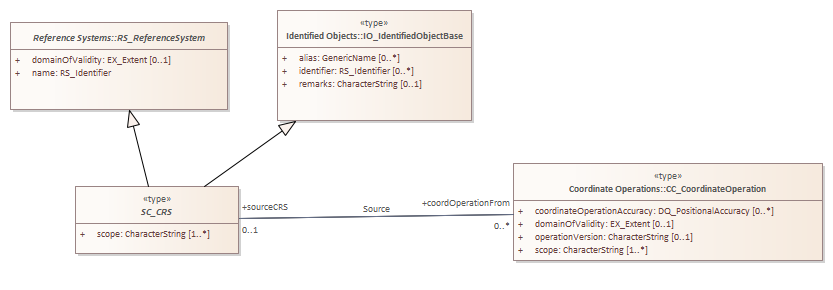 Reference Systems::RS_ReferenceSystem
+ domainOfValidity: EX_Extent [0..1]
+ name: RS_Identifier
«type»
Identified Objects::IO_IdentifiedObjectBase
+ alias: GenericName [0..*]
+ identifier: RS_Identifier [0..*]
+ remarks: CharacterString [0..1]
«type»
SC_CRS
+ scope: CharacterString [1..*]
+sourceCRS
0..1
Source
+coordOperationFrom
0..*
«type»
Coordinate Operations::CC_CoordinateOperation
+ coordinateOperationAccuracy: DQ_PositionalAccuracy [0..*]
+ domainOfValidity: EX_Extent [0..1]
+ operationVersion: CharacterString [0..1]
+ scope: CharacterString [1..*]